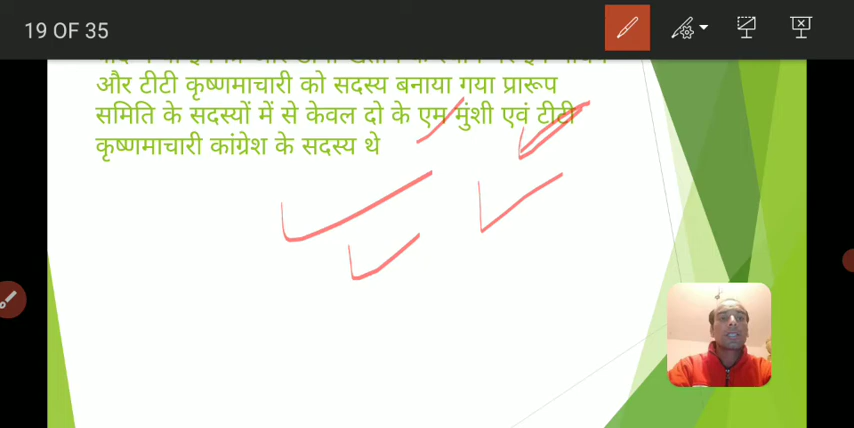 19 OF 35
और टीटी कृष्णमाचारी को सदस्य बनाया गया प्रारूप
समिति के सदस्यों में से केवल दो के एम मुंशी एवं टीटी
कृष्णमाचारी कांग्रेश के सदस्य थे